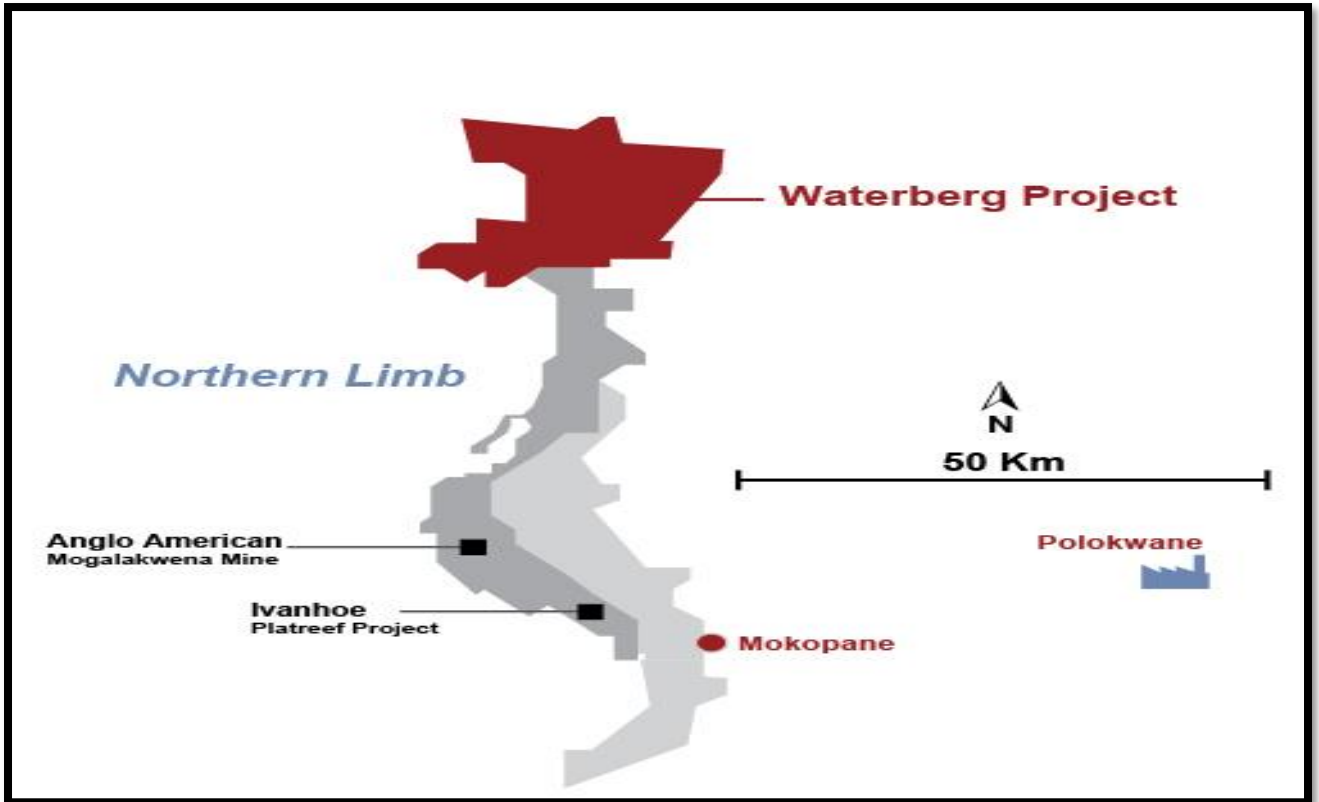 Waterberg Project
Northern Limb
N
50 Km
Anglo American
Mogalakwena Mine
Polokwane
Ivanhoe
Platreef Project
Mokopane